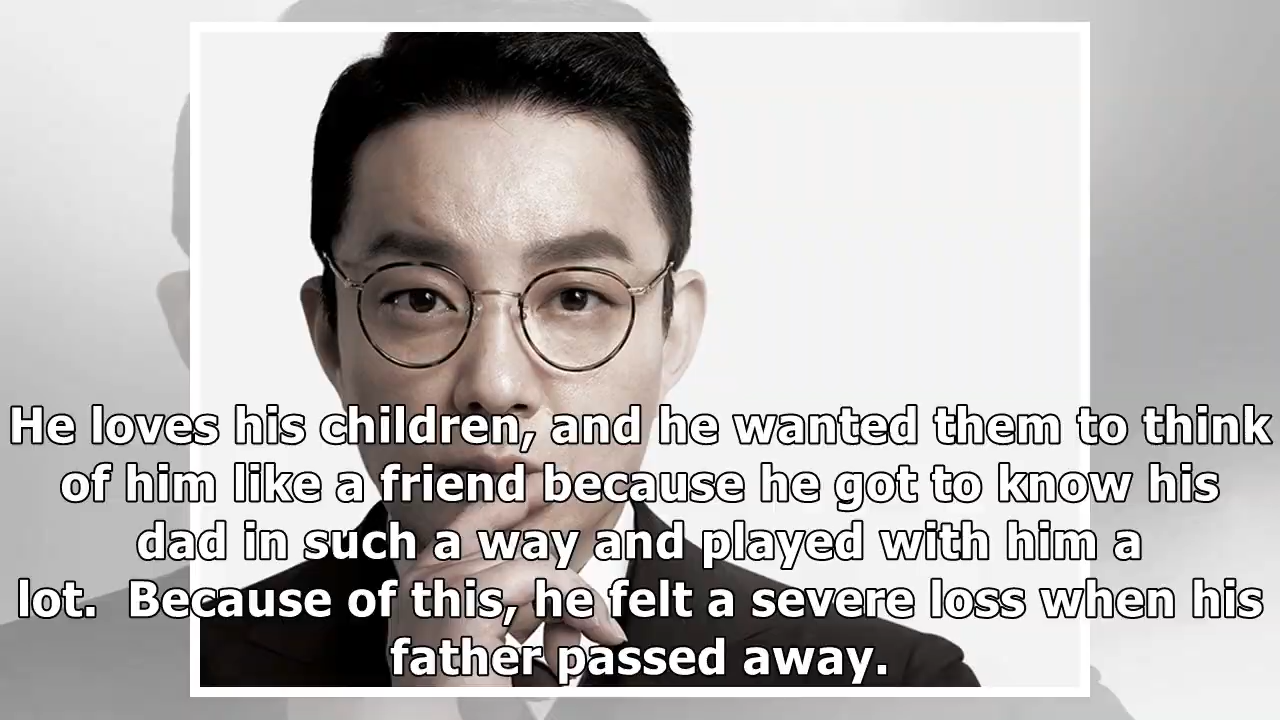 He loves his children, and he wanted them to think
of him like a friend because he got to know his
dad in such a way and played with him a
lot.  Because of this, he felt a severe loss when his
father passed away.